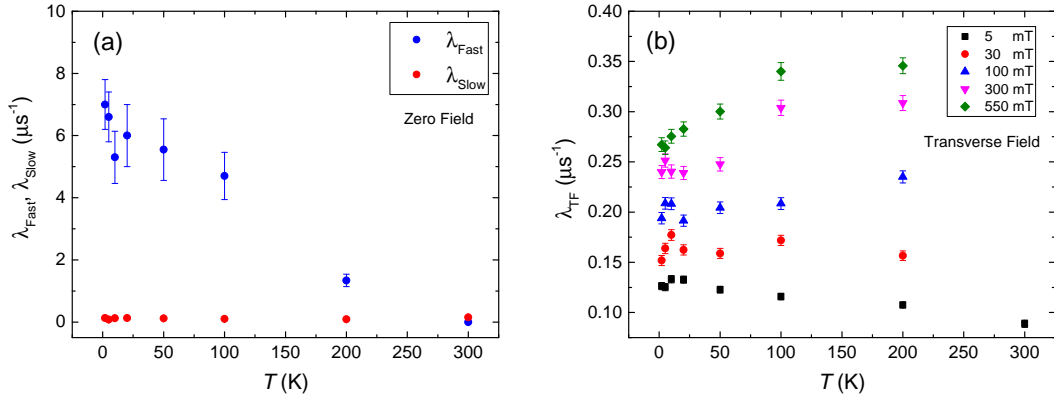 (a)
λFast
λSlow
Zero Field
10
8
6
4
2
0
λFast, λSlow (μs-1)
0 50 100 150 200 250 300
T (K)
(b)
5 mT
30 mT
100 mT
300 mT
550 mT
Transverse Field
0.40
0.35
0.30
0.25
0.20
0.15
0.10
λTF (μs-1)
0 50 100 150 200 250 300
T (K)